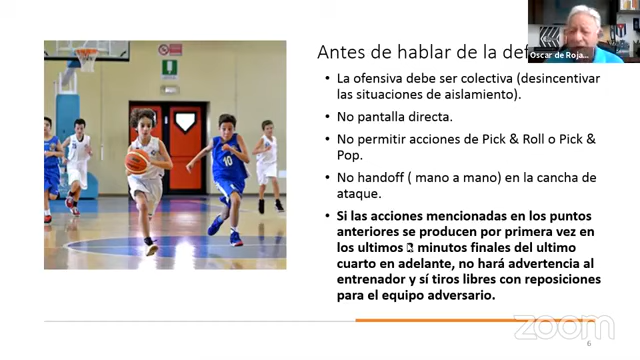 Antes de hablar de la def
Oscar de Roja...
• La ofensiva debe ser colectiva (desincentivar
las situaciones de aislamiento).
• No pantalla directa.
• No permitir acciones de Pick & Roll o Pick &
Pop.
• No handoff ( mano a mano) en la cancha de
ataque.
• Si las acciones mencionadas en los puntos
anteriores se producen por primera vez en
los ultimos 2 minutos finales del ultimo
cuarto en adelante, no hará advertencia al
entrenador y sí tiros libres con reposiciones
para el equipo adversario.
10
zoom
6